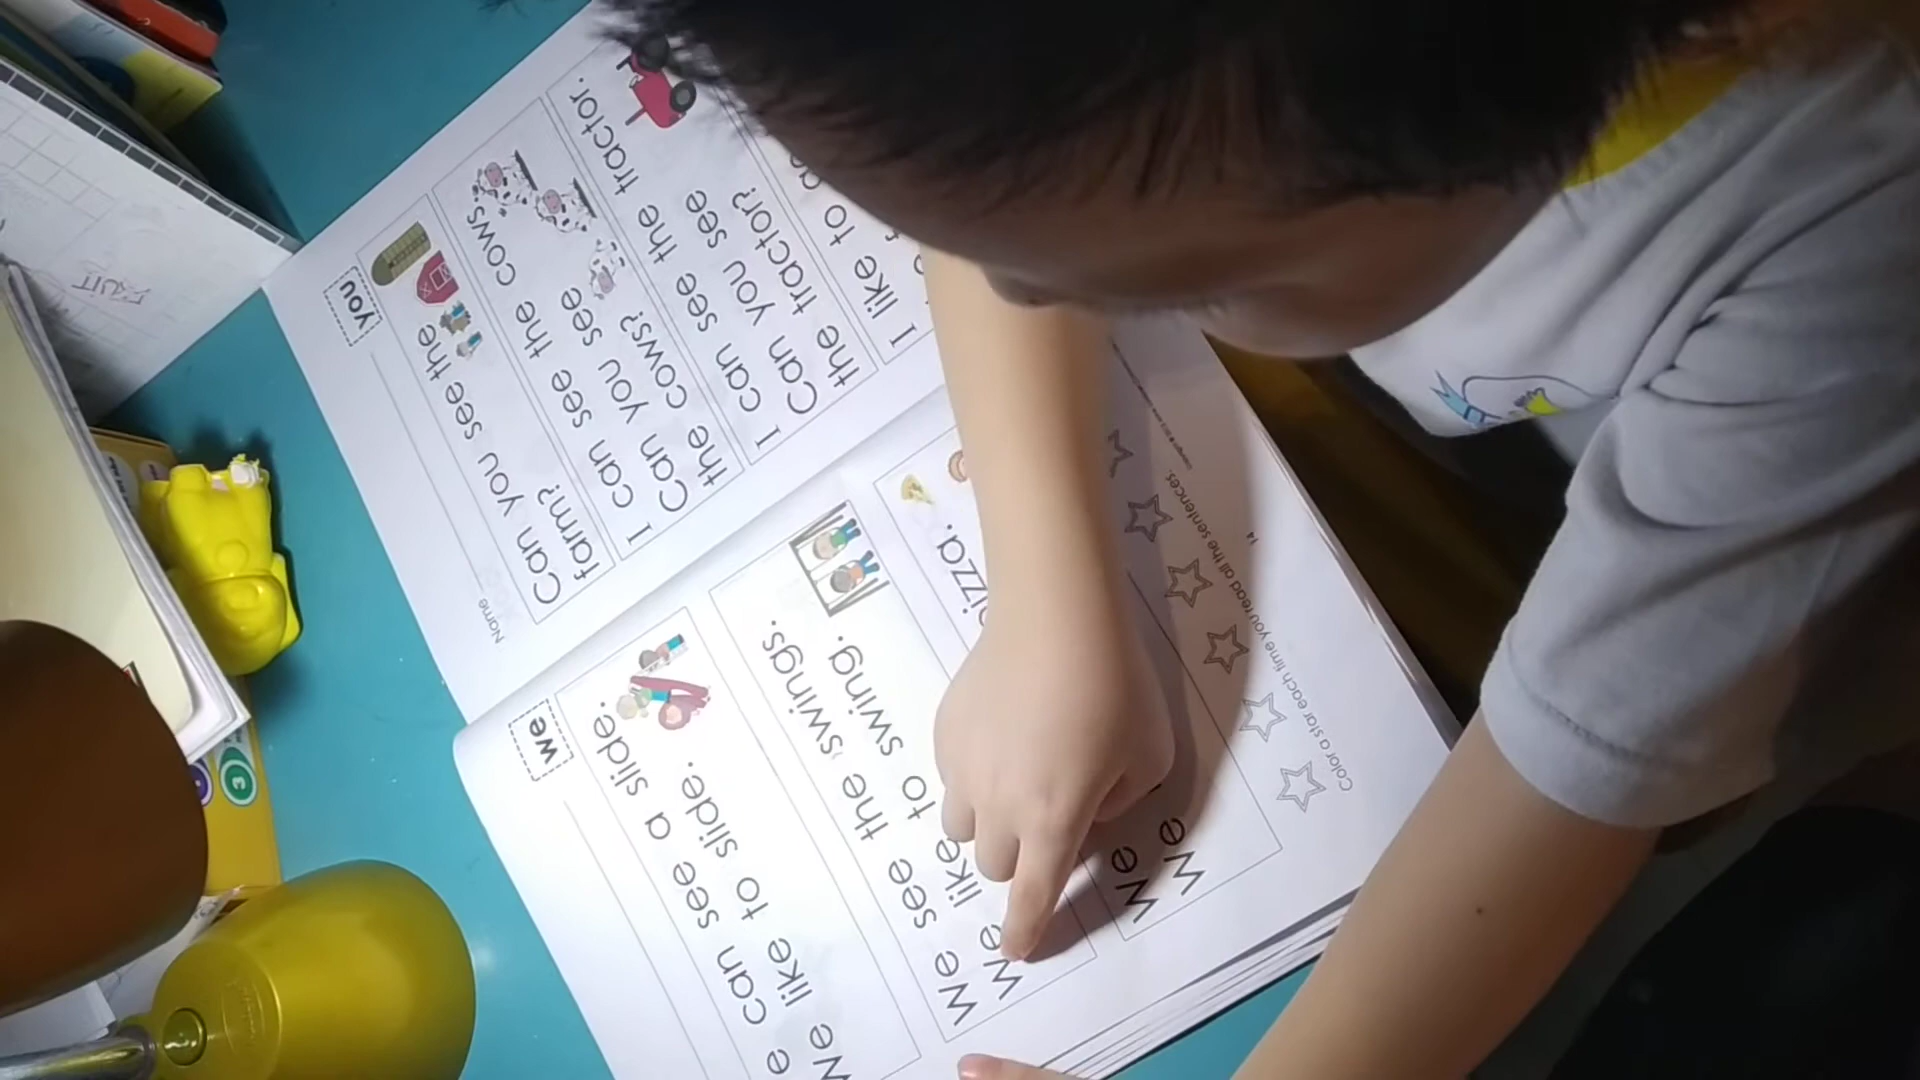 Name
you
Can you see the
farm?
I can see the cows
Can you see
the cows?
I can see the tractor.
Can you see
the tractor?
I like to
I
we
can see a slide.
We like to slide.
We see the swings.
We like to swing.
We
We
Color a star each time you read all the sentences.
14